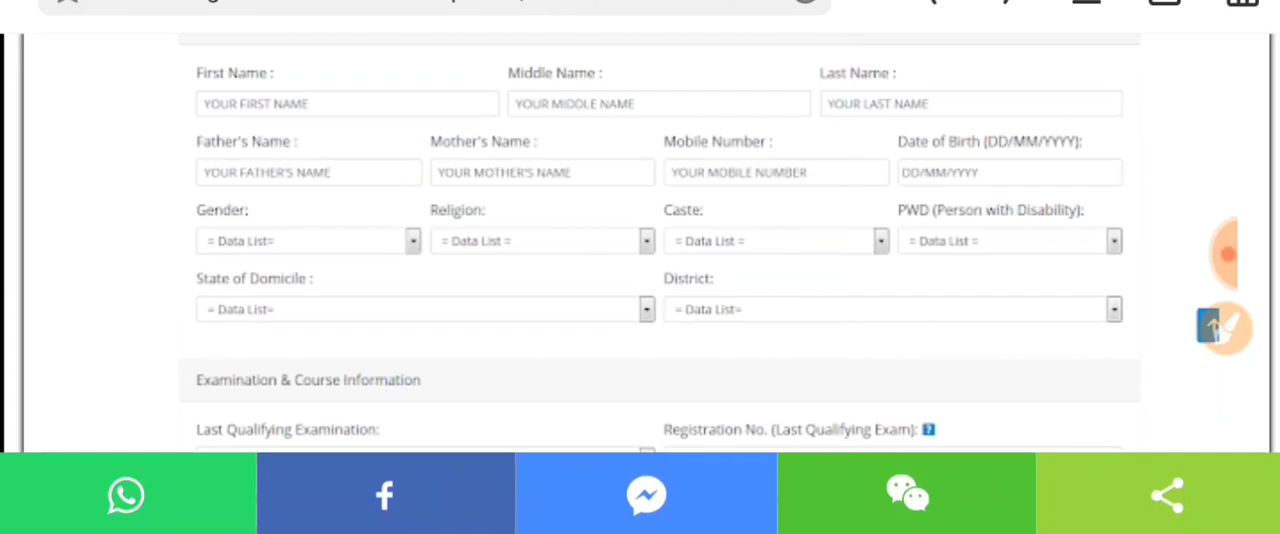 First Name : Middle Name : Last Name :
YOUR FIRST NAME YOUR MIDDLE NAME YOUR LAST NAME
Father's Name : Mother's Name : Mobile Number : Date of Birth (DD/MM/YYYY):
YOUR FATHER'S NAME YOUR MOTHER'S NAME YOUR MOBILE NUMBER DD/MM/YYYY
Gender: Religion: Caste: PWD (Person with Disability):
= Data List= = Data List = = Data List = = Data List =
State of Domicile : District:
= Data List= = Data List=
Examination & Course Information
Last Qualifying Examination: Registration No. (Last Qualifying Exam): ?